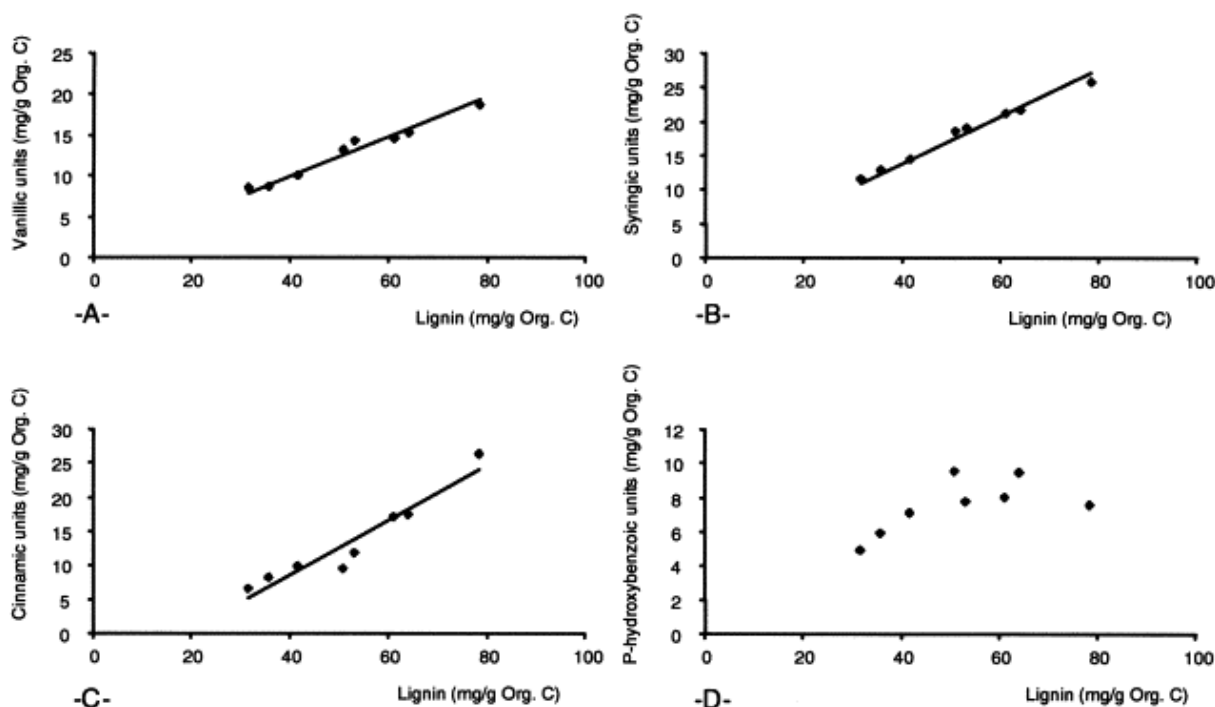 Vanillic units (mg/g Org. C)
25
20
15
10
5
0
0 20 40 60 80 100
-A-
Lignin (mg/g Org. C)
Syringic units (mg/g Org. C)
30
25
20
15
10
5
0
0 20 40 60 80 100
-B-
Lignin (mg/g Org. C)
Cinnamic units (mg/g Org. C)
30
25
20
15
10
5
0
0 20 40 60 80 100
-C-
Lignin (mg/g Org. C)
P-hydroxybenzoic units (mg/g Org. C)
12
10
8
6
4
2
0
0 20 40 60 80 100
-D-
Lignin (mg/g Org. C)